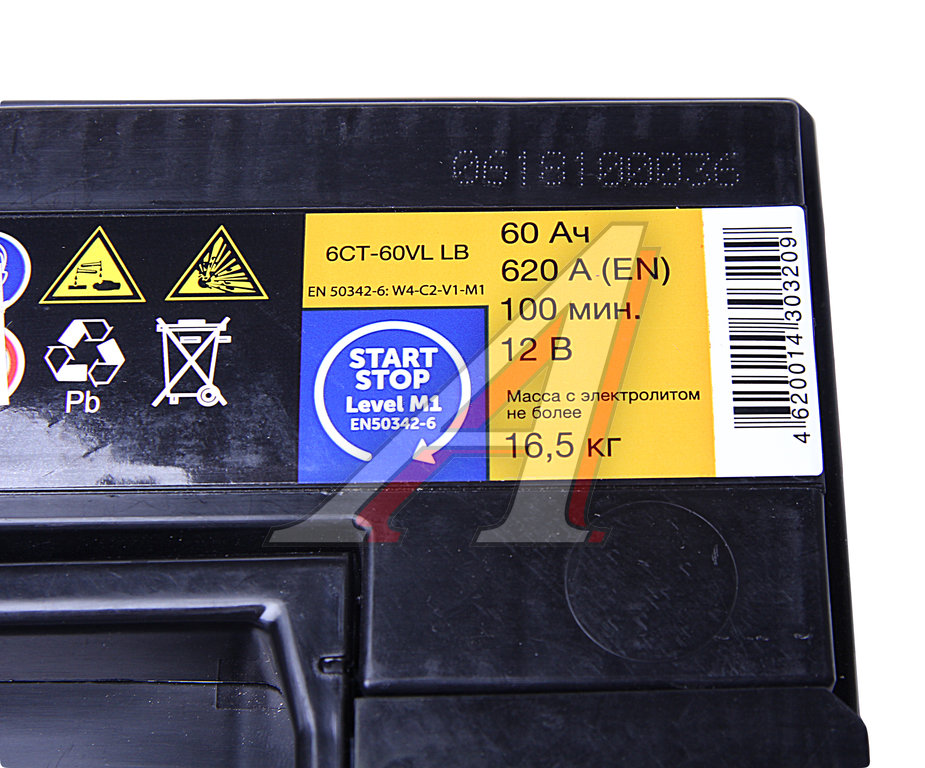 0618100036
6СТ-60VL LB
EN 50342-6: W4-C2-V1-M1
START
STOP
Level M1
EN50342-6
Pb
60 Ач
620 А (EN)
100 мин.
12 В
Масса с электролитом
не более
16,5 кг
4 620014 303209